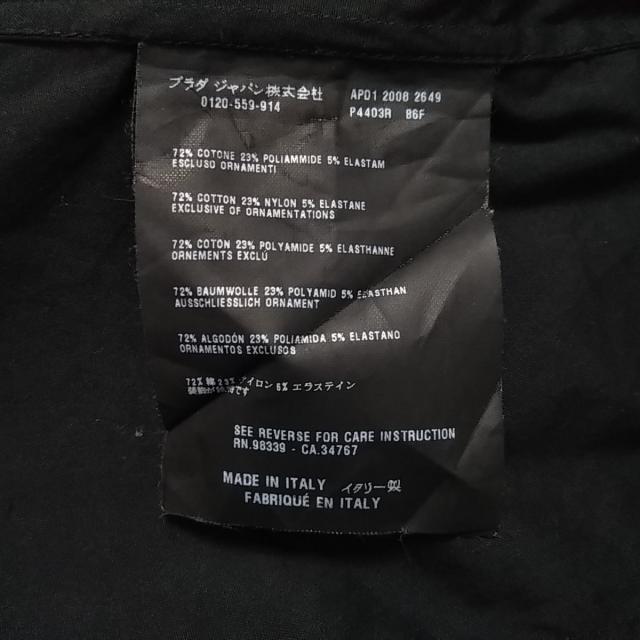 プラダ ジャパン株式会社
0120-559-914
APD1 2008 2649
P4403R 86F
72% COTONE 23% POLIAMMIDE 5% ELASTAM
ESCLUSO ORNAMENTI
72% COTTON 23% NYLON 5% ELASTANE
EXCLUSIVE OF ORNAMENTATIONS
72% COTON 23% POLYAMIDE 5% ELASTHANNE
ORNEMENTS EXCLÚ
72% BAUMWOLLE 23% POLYAMID 5% ELASTHAN
AUSSCHLIESSLICH ORNAMENT
72% ALGODÓN 23% POLIAMIDA 5% ELASTANO
ORNAMENTOS EXCLUSOS
72% 綿 23% ナイロン 5% エラステイン
SEE REVERSE FOR CARE INSTRUCTION
RN.98339 - CA.34767
MADE IN ITALY イタリー製
FABRIQUÉ EN ITALY